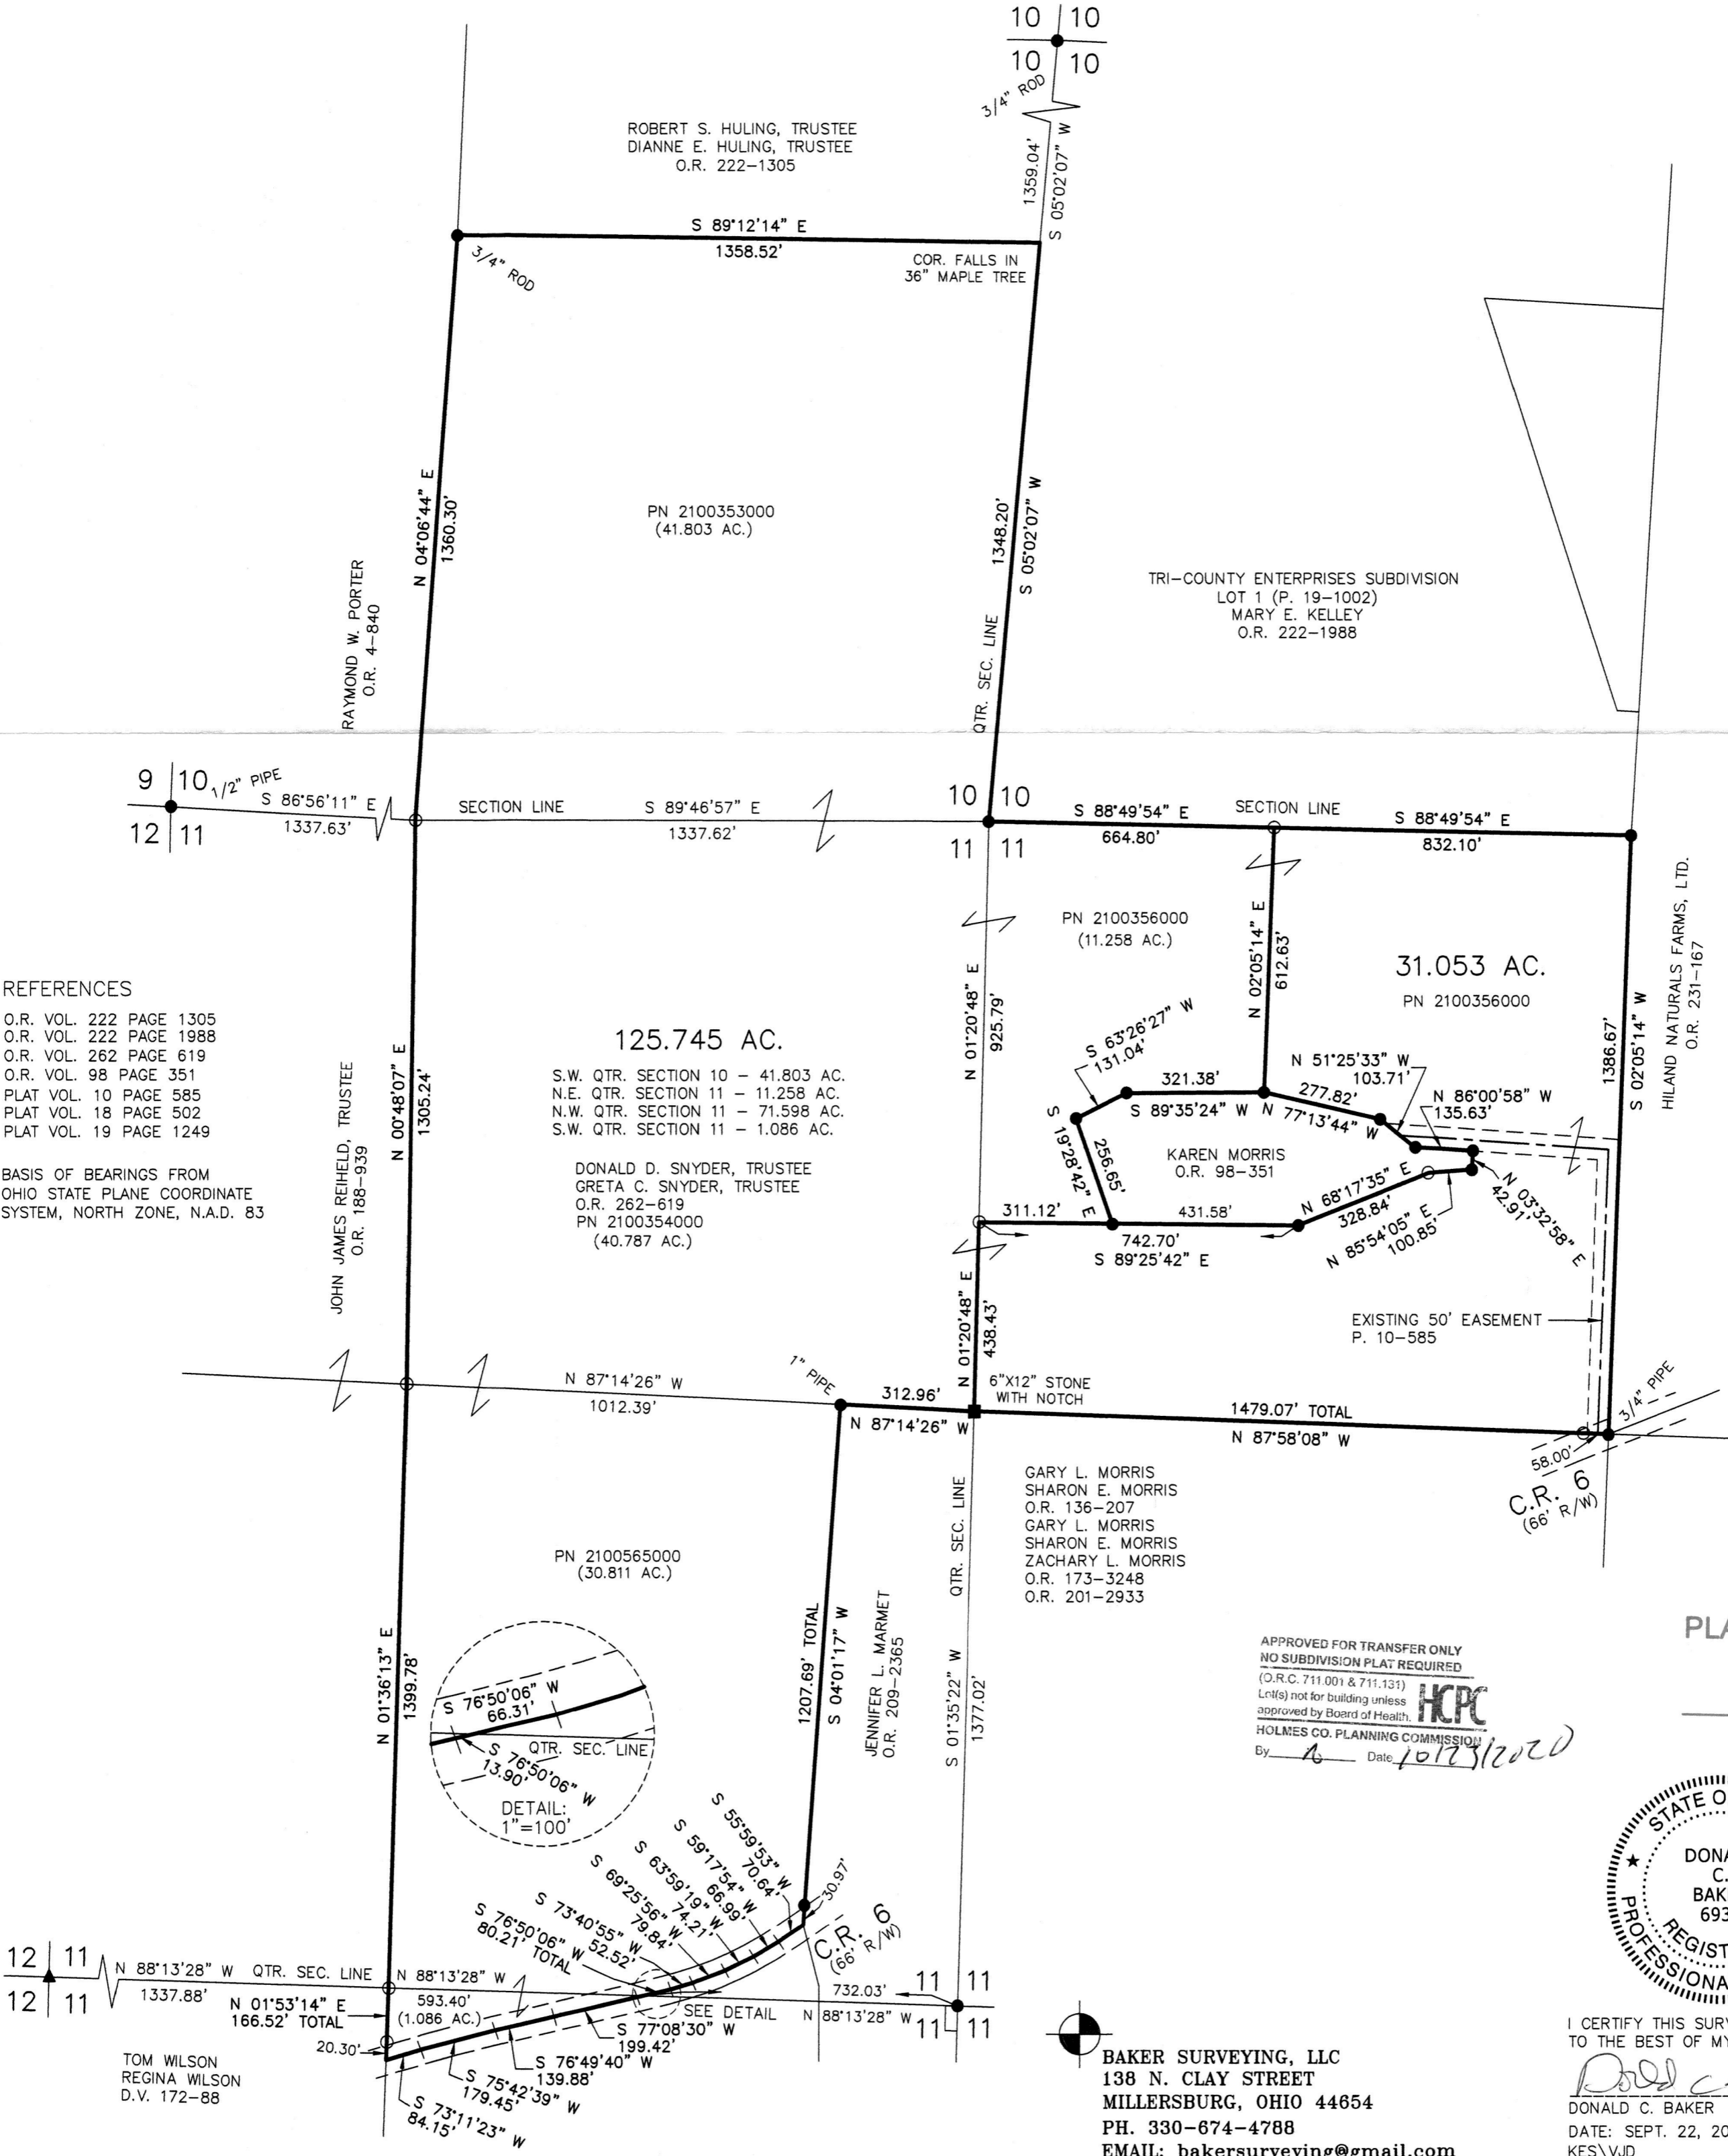 10 10
10 10
3/4" ROD
1359.04'
S 05°02'07" W
ROBERT S. HULING, TRUSTEE
DIANNE E. HULING, TRUSTEE
O.R. 222-1305
S 89°12'14" E
1358.52'
3/4" ROD
COR. FALLS IN
36" MAPLE TREE
N 04°06'44" E
1360.30'
PN 2100353000
(41.803 AC.)
1348.20'
S 05°02'07" W
QTR. SEC. LINE
RAYMOND W. PORTER
O.R. 4-840
TRI-COUNTY ENTERPRISES SUBDIVISION
LOT 1 (P. 19-1002)
MARY E. KELLEY
O.R. 222-1988
9 10
12 11
1/2" PIPE
S 86°56'11" E
1337.63'
SECTION LINE
S 89°46'57" E
1337.62'
10 10
11 11
S 88°49'54" E
664.80'
SECTION LINE
S 88°49'54" E
832.10'
HILAND NATURALS FARMS, LTD.
O.R. 231-167
PN 2100356000
(11.258 AC.)
N 02°05'14" E
612.63'
31.053 AC.
PN 2100356000
1386.67'
S 02°05'14" W
N 01°20'48" E
925.79'
REFERENCES
O.R. VOL. 222 PAGE 1305
O.R. VOL. 222 PAGE 1988
O.R. VOL. 262 PAGE 619
O.R. VOL. 98 PAGE 351
PLAT VOL. 10 PAGE 585
PLAT VOL. 18 PAGE 502
PLAT VOL. 19 PAGE 1249
BASIS OF BEARINGS FROM
OHIO STATE PLANE COORDINATE
SYSTEM, NORTH ZONE, N.A.D. 83
JOHN JAMES REIHELD, TRUSTEE
O.R. 188-939
N 00°48'07" E
1305.24'
125.745 AC.
S.W. QTR. SECTION 10 - 41.803 AC.
N.E. QTR. SECTION 11 - 11.258 AC.
N.W. QTR. SECTION 11 - 71.598 AC.
S.W. QTR. SECTION 11 - 1.086 AC.
DONALD D. SNYDER, TRUSTEE
GRETA C. SNYDER, TRUSTEE
O.R. 262-619
PN 2100354000
(40.787 AC.)
S 63°26'27" W
131.04'
321.38'
S 89°35'24" W
277.82'
N 77°13'44" W
N 51°25'33" W
103.71'
N 86°00'58" W
135.63'
S 19°28'42" E
256.65'
KAREN MORRIS
O.R. 98-351
N 68°17'35" E
328.84'
N 85°54'05" E
100.85'
N 03°32'58" E
42.91'
311.12'
431.58'
742.70'
S 89°25'42" E
N 01°20'48" E
438.43'
EXISTING 50' EASEMENT
P. 10-585
N 87°14'26" W
1012.39'
1" PIPE
312.96'
N 87°14'26" W
6"X12" STONE
WITH NOTCH
1479.07' TOTAL
N 87°58'08" W
3/4" PIPE
58.00'
C.R. 6
(66' R/W)
GARY L. MORRIS
SHARON E. MORRIS
O.R. 136-207
GARY L. MORRIS
SHARON E. MORRIS
ZACHARY L. MORRIS
O.R. 173-3248
O.R. 201-2933
PN 2100565000
(30.811 AC.)
N 01°36'13" E
1399.78'
1207.69' TOTAL
S 04°01'17" W
JENNIFER L. MARMET
O.R. 209-2365
QTR. SEC. LINE
S 01°35'22" W
1377.02'
S 76°50'06" W
66.31'
QTR. SEC. LINE
S 76°50'06" W
13.90'
DETAIL:
1"=100'
APPROVED FOR TRANSFER ONLY
NO SUBDIVISION PLAT REQUIRED
(O.R.C. 711.001 & 711.131)
Lot(s) not for building unless
approved by Board of Health.
HCPC
HOLMES CO. PLANNING COMMISSION
By Date 10/23/2020
S 55°59'53" W
70.64'
S 59°17'54" W
66.99'
S 63°59'19" W
74.21'
S 69°25'56" W
79.84'
S 73°40'55" W
52.52'
S 76°50'06" W
80.21' TOTAL
30.97'
C.R. 6
(66' R/W)
12 11
12 11
N 88°13'28" W QTR. SEC. LINE
1337.88'
N 88°13'28" W
593.40'
(1.086 AC.)
SEE DETAIL
732.03'
N 88°13'28" W
11 11
11 11
N 01°53'14" E
166.52' TOTAL
20.30'
S 77°08'30" W
199.42'
S 76°49'40" W
139.88'
S 75°42'39" W
179.45'
S 73°11'23" W
84.15'
TOM WILSON
REGINA WILSON
D.V. 172-88
BAKER SURVEYING, LLC
138 N. CLAY STREET
MILLERSBURG, OHIO 44654
PH. 330-674-4788
EMAIL: bakersurveying@gmail.com
PLA
STATE O
DONA
C.
BAK
693
REGIST
PROFESSIONA
I CERTIFY THIS SURV
TO THE BEST OF MY
DONALD C. BAKER
DATE: SEPT. 22, 20
KES\VJD